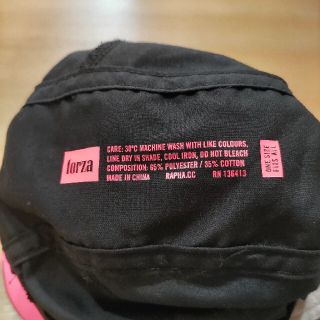 forza
CARE: 30°C MACHINE WASH WITH LIKE COLOURS,
LINE DRY IN SHADE, COOL IRON, DO NOT BLEACH
COMPOSITION: 65% POLYESTER / 35% COTTON
MADE IN CHINA RAPHA.CC RN 136413
ONE SIZE
FITS ALL